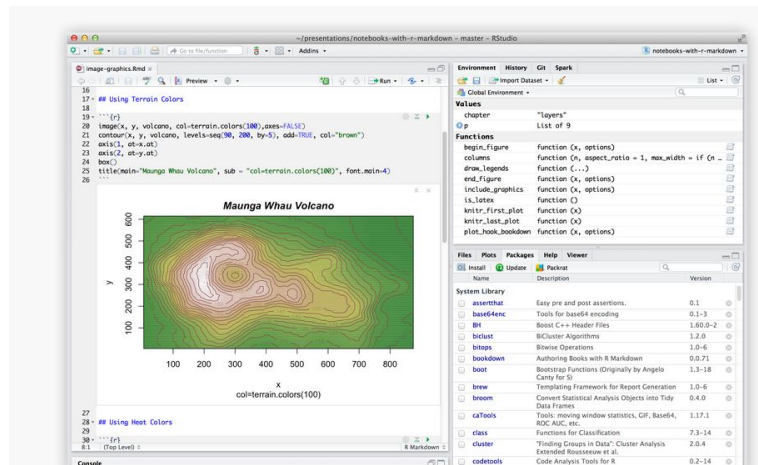 ~/presentations/notebooks-with-r-markdown - master - RStudio
Go to file/function
Addins
notebooks-with-r-markdown
image-graphics.Rmd
Preview
Run
16
17 ## Using Terrain Colors
18
19 ```{r}
20 image(x, y, volcano, col=terrain.colors(100),axes=FALSE)
21 contour(x, y, volcano, levels=seq(90, 200, by=5), add=TRUE, col="brown")
22 axis(1, at=x.at)
23 axis(2, at=y.at)
24 box()
25 title(main="Maunga Whau Volcano", sub = "col=terrain.colors(100)", font.main=4)
26 ```
Maunga Whau Volcano
600
500
400
300
200
100
y
100 200 300 400 500 600 700 800
x
col=terrain.colors(100)
27
28 ## Using Heat Colors
29
30 ```{r}
8:1 (Top Level) R Markdown
Console
Environment History Git Spark
Import Dataset List
Global Environment
Values
chapter "layers"
p List of 9
Functions
begin_figure function (x, options)
columns function (n, aspect_ratio = 1, max_width = if (n …
draw_legends function (...)
end_figure function (x, options)
include_graphics function (x, options)
is_latex function ()
knitr_first_plot function (x)
knitr_last_plot function (x)
plot_hook_bookdown function (x, options)
Files Plots Packages Help Viewer
Install Update Packrat
Name Description Version
System Library
assertthat Easy pre and post assertions. 0.1
base64enc Tools for base64 encoding 0.1-3
BH Boost C++ Header Files 1.60.0-2
biclust BiCluster Algorithms 1.2.0
bitops Bitwise Operations 1.0-6
bookdown Authoring Books with R Markdown 0.0.71
boot Bootstrap Functions (Originally by Angelo 1.3-18
Canty for S)
brew Templating Framework for Report Generation 1.0-6
broom Convert Statistical Analysis Objects into Tidy 0.4.0
Data Frames
caTools Tools: moving window statistics, GIF, Base64, 1.17.1
ROC AUC, etc.
class Functions for Classification 7.3-14
cluster "Finding Groups in Data": Cluster Analysis 2.0.4
Extended Rousseeuw et al.
codetools Code Analysis Tools for R 0.2-14